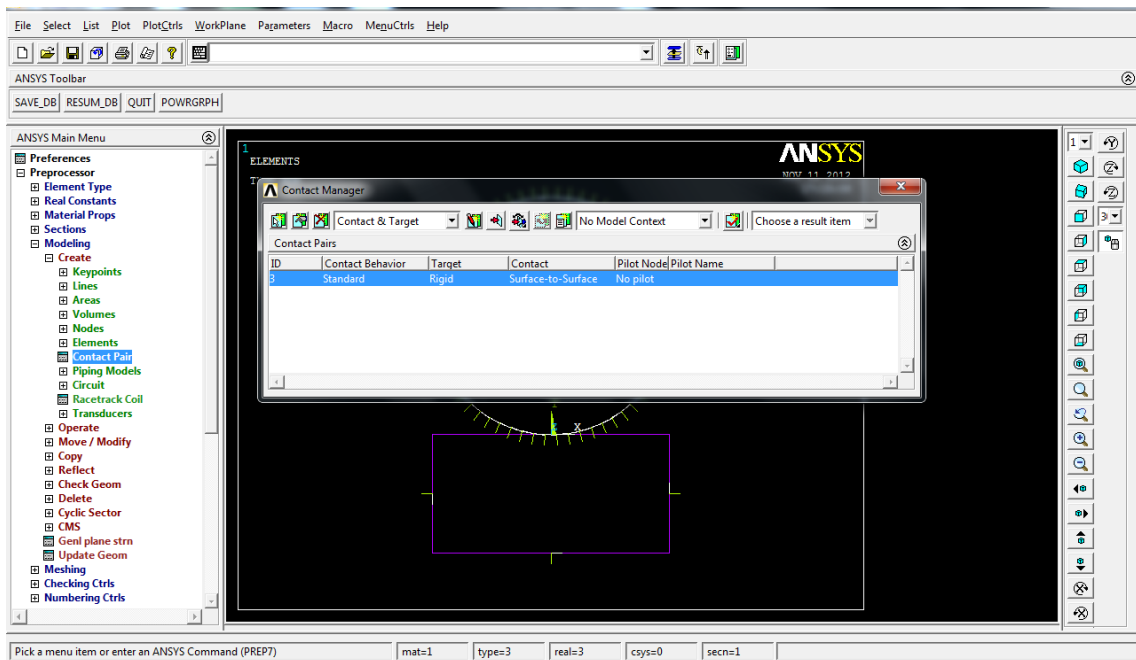 File Select List Plot PlotCtrls WorkPlane Parameters Macro MenuCtrls Help
ANSYS Toolbar
SAVE_DB RESUM_DB QUIT POWRGRPH
ANSYS Main Menu
Preferences
Preprocessor
Element Type
Real Constants
Material Props
Sections
Modeling
Create
Keypoints
Lines
Areas
Volumes
Nodes
Elements
Contact Pair
Piping Models
Circuit
Racetrack Coil
Transducers
Operate
Move / Modify
Copy
Reflect
Check Geom
Delete
Cyclic Sector
CMS
Genl plane strn
Update Geom
Meshing
Checking Ctrls
Numbering Ctrls
1
ELEMENTS
ANSYS
NOV 11 2012
Contact Manager
Contact & Target No Model Context Choose a result item
Contact Pairs
ID Contact Behavior Target Contact Pilot Node Pilot Name
3 Standard Rigid Surface-to-Surface No pilot
X
1
Pick a menu item or enter an ANSYS Command (PREP7) mat=1 type=3 real=3 csys=0 secn=1